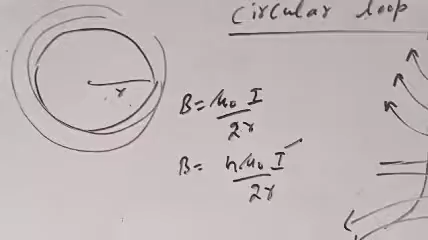 Circular loop
r
B = μ₀ I / 2r
B = nμ₀ I / 2r